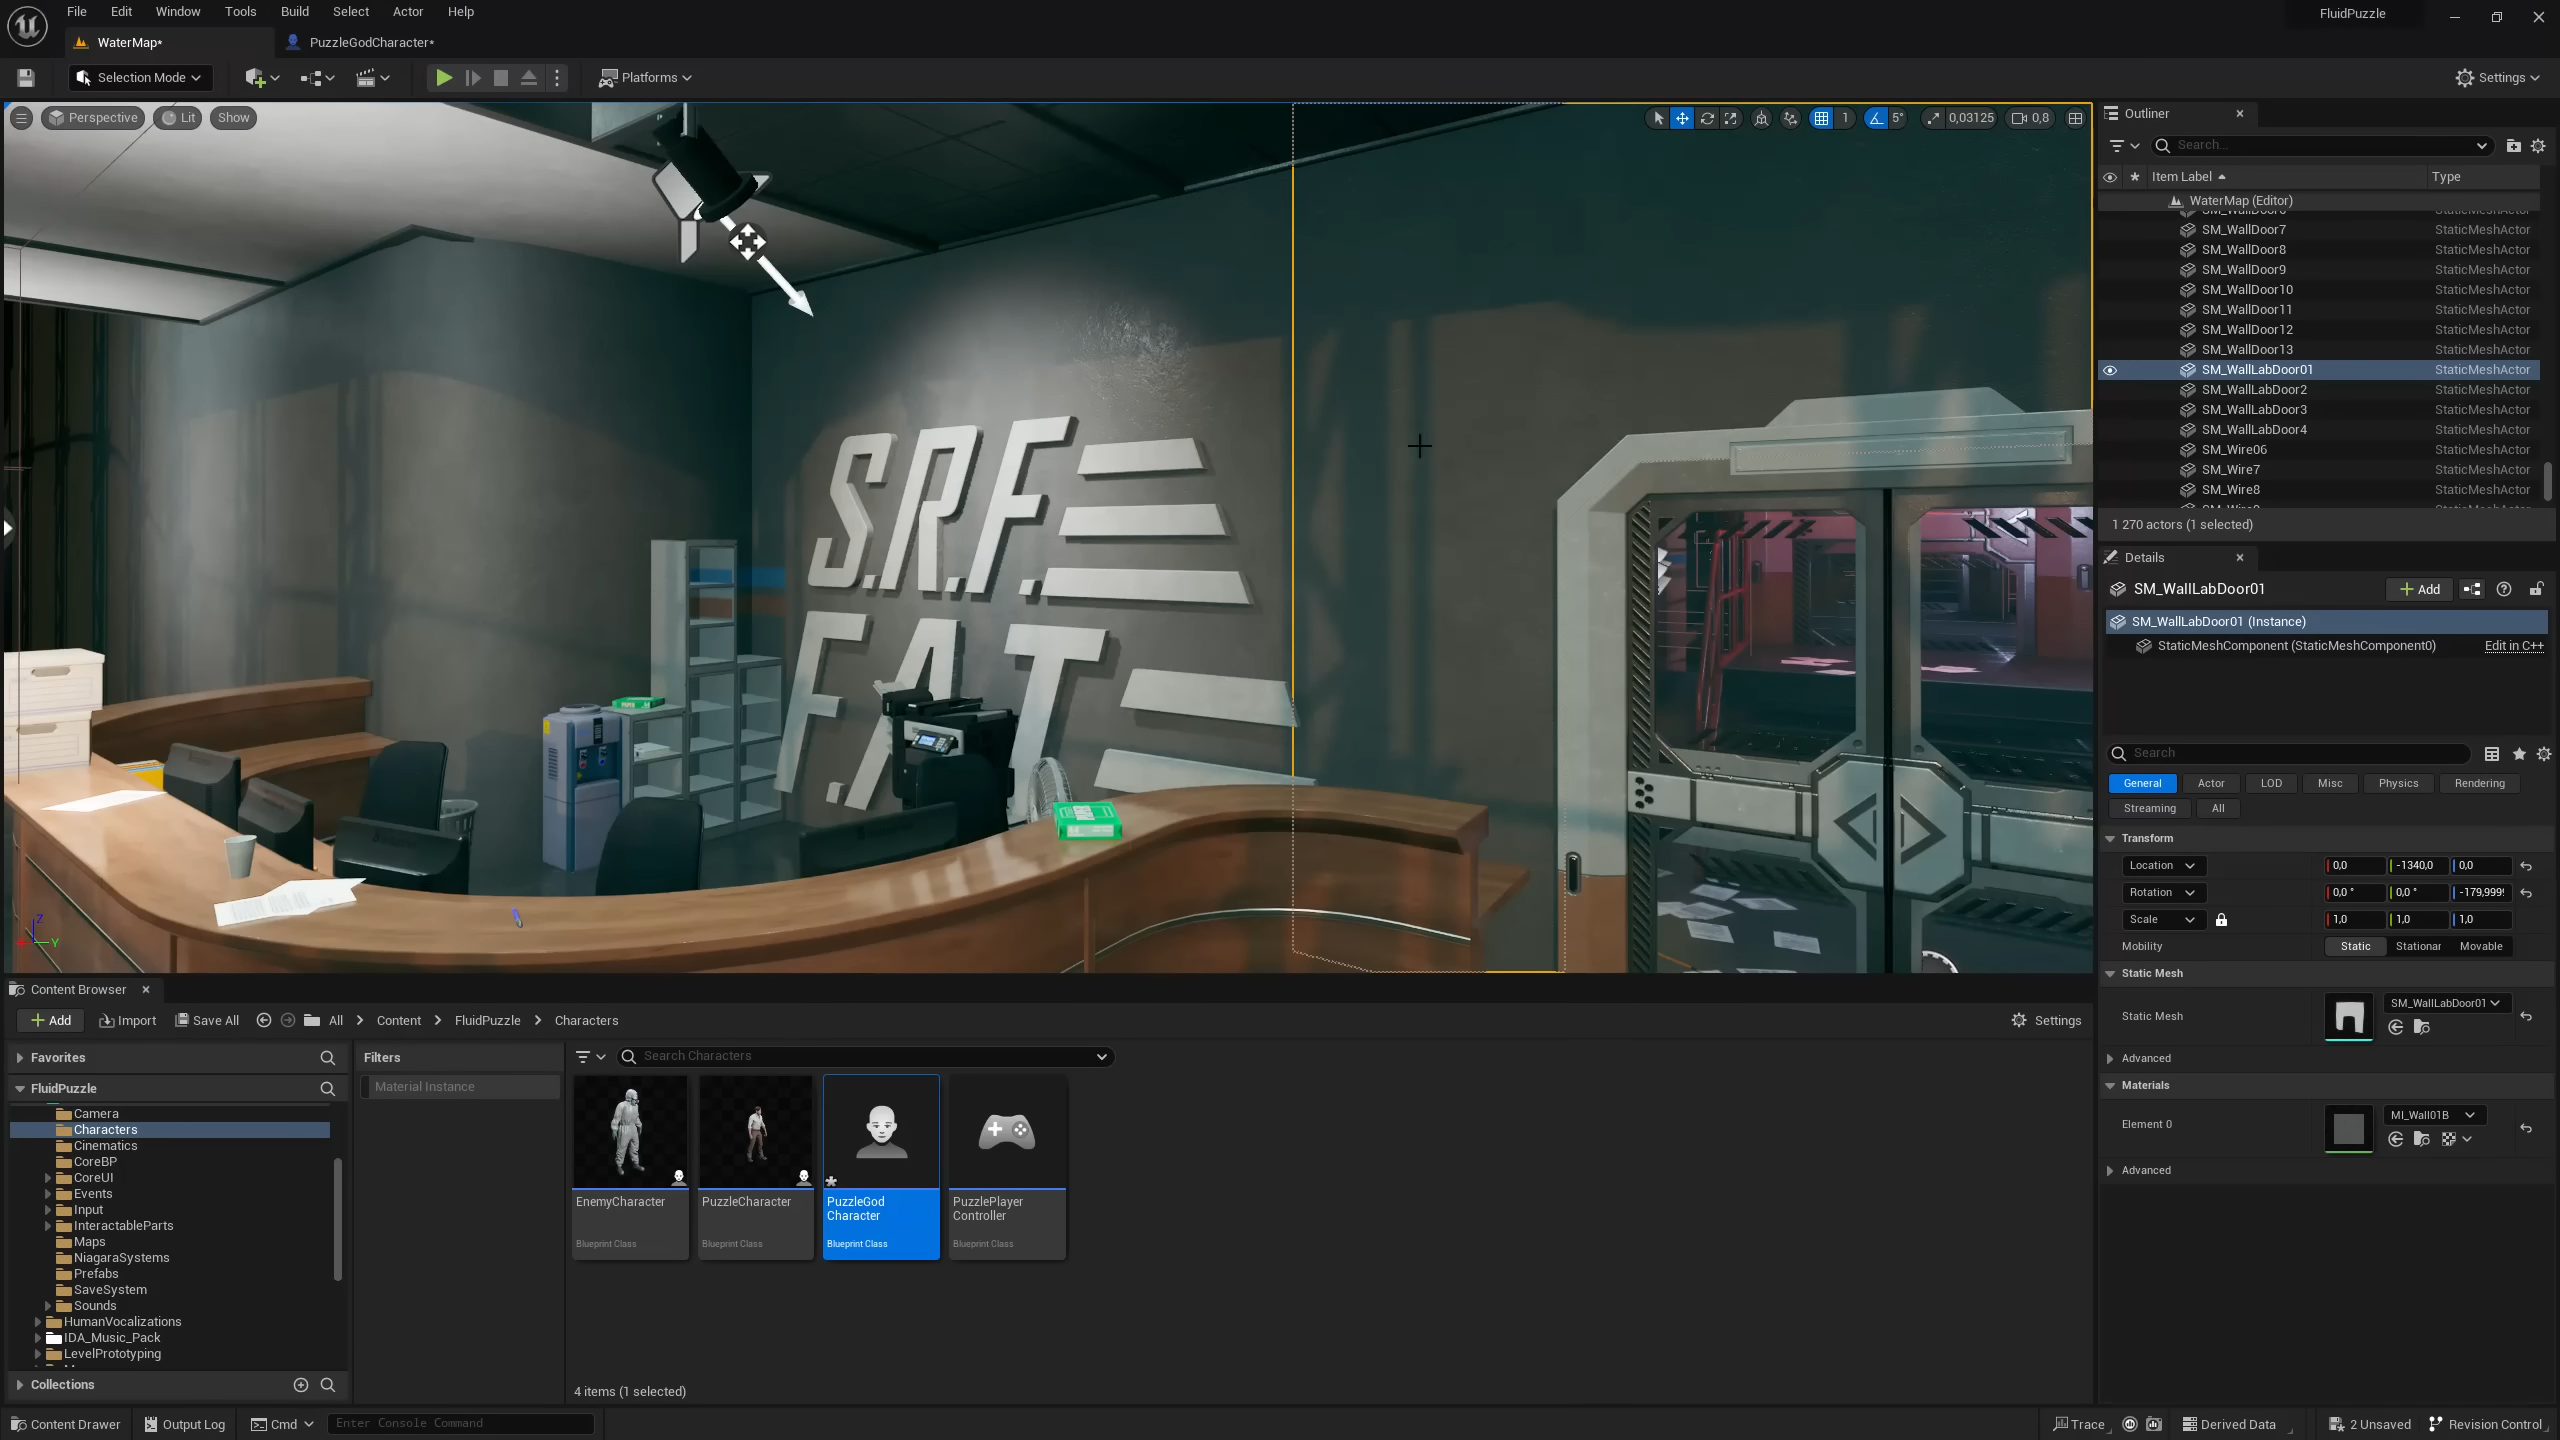 File Edit Window Tools Build Select Actor Help
FluidPuzzle
WaterMap*
PuzzleGodCharacter*
Selection Mode
Platforms
Settings
Perspective
Lit
Show
1
5°
0,03125
0,8
S.R.F.
F.A.T
Z
Y
Outliner
Search...
Item Label
Type
WaterMap (Editor)
SM_WallDoor7 StaticMeshActor
SM_WallDoor8 StaticMeshActor
SM_WallDoor9 StaticMeshActor
SM_WallDoor10 StaticMeshActor
SM_WallDoor11 StaticMeshActor
SM_WallDoor12 StaticMeshActor
SM_WallDoor13 StaticMeshActor
SM_WallLabDoor01 StaticMeshActor
SM_WallLabDoor2 StaticMeshActor
SM_WallLabDoor3 StaticMeshActor
SM_WallLabDoor4 StaticMeshActor
SM_Wire06 StaticMeshActor
SM_Wire7 StaticMeshActor
SM_Wire8 StaticMeshActor
1 270 actors (1 selected)
Details
SM_WallLabDoor01
Add
SM_WallLabDoor01 (Instance)
StaticMeshComponent (StaticMeshComponent0) Edit in C++
Search
General Actor LOD Misc Physics Rendering
Streaming All
Transform
Location 0,0 -1340,0 0,0
Rotation 0,0 ° 0,0 ° -179,999
Scale 1,0 1,0 1,0
Mobility Static Stationar Movable
Static Mesh
Static Mesh SM_WallLabDoor01
Advanced
Materials
Element 0 MI_Wall01B
Advanced
Content Browser
Add Import Save All All Content FluidPuzzle Characters Settings
Favorites
FluidPuzzle
Camera
Characters
Cinematics
CoreBP
CoreUI
Events
Input
InteractableParts
Maps
NiagaraSystems
Prefabs
SaveSystem
Sounds
HumanVocalizations
IDA_Music_Pack
LevelPrototyping
Collections
Filters
Material Instance
Search Characters
EnemyCharacter
Blueprint Class
PuzzleCharacter
Blueprint Class
PuzzleGod
Character
Blueprint Class
PuzzlePlayer
Controller
Blueprint Class
4 items (1 selected)
Content Drawer Output Log Cmd Enter Console Command
Trace Derived Data 2 Unsaved Revision Control